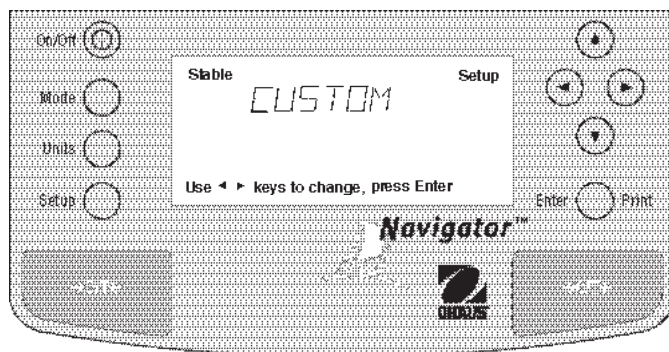 On/Off
Stable
Setup
CUSTOM
Mode
Units
Use ◄ ► keys to change, press Enter
Setup
Enter
Print
Navigator™
OHAUS